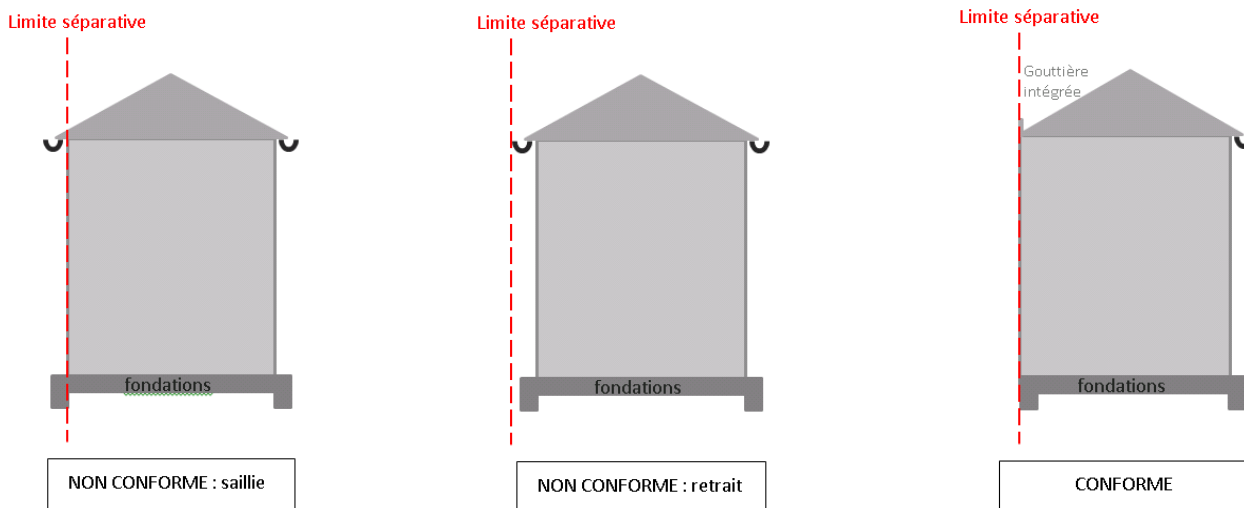 Limite séparative
fondations
NON CONFORME : saillie
Limite séparative
fondations
NON CONFORME : retrait
Limite séparative
Gouttière
intégrée
fondations
CONFORME